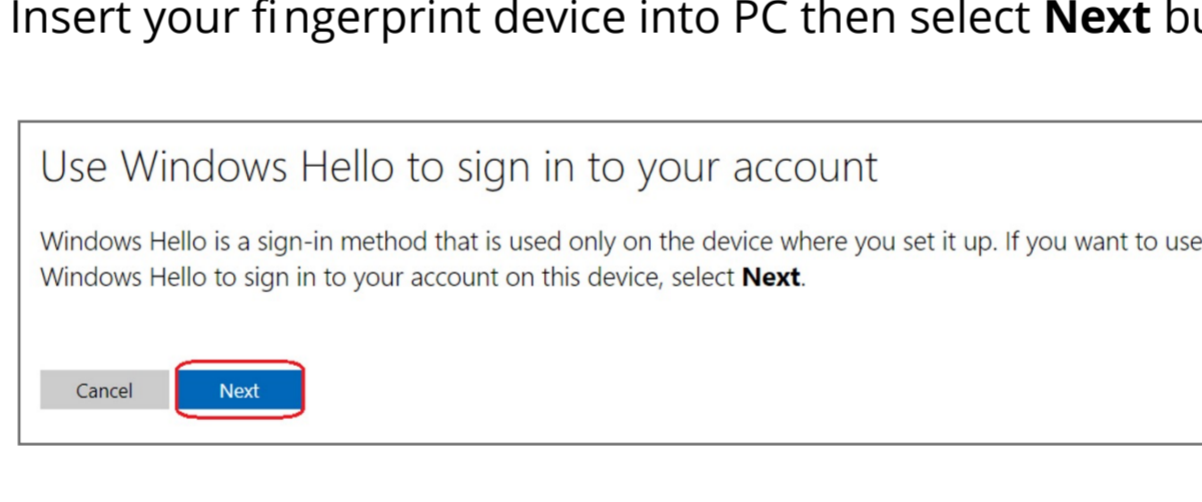 Insert your fingerprint device into PC then select Next
Use Windows Hello to sign in to your account
Windows Hello is a sign-in method that is used only on the device where you set it up. If you want to use
Windows Hello to sign in to your account on this device, select Next.
Cancel Next